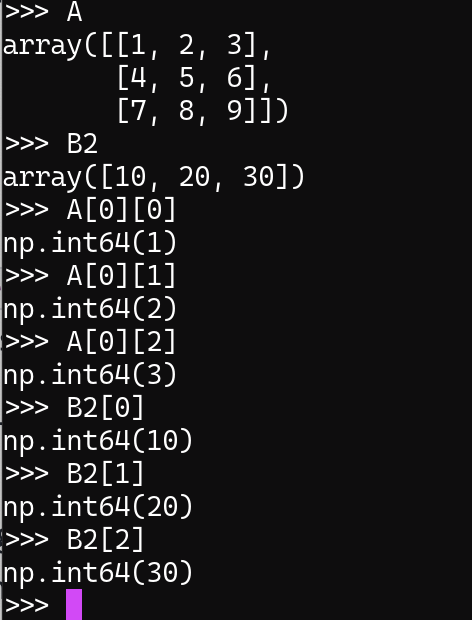 >>> A
array([[1, 2, 3],
       [4, 5, 6],
       [7, 8, 9]])
>>> B2
array([10, 20, 30])
>>> A[0][0]
np.int64(1)
>>> A[0][1]
np.int64(2)
>>> A[0][2]
np.int64(3)
>>> B2[0]
np.int64(10)
>>> B2[1]
np.int64(20)
>>> B2[2]
np.int64(30)
>>>